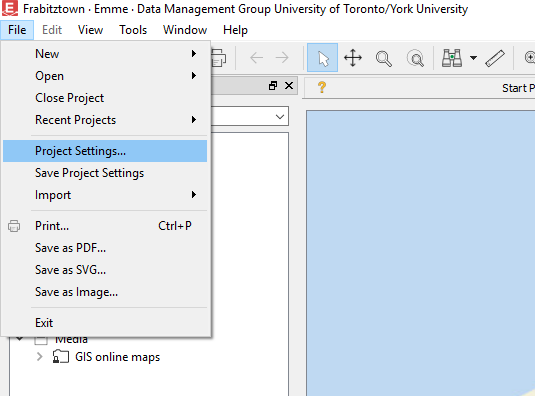 Frabitztown · Emme · Data Management Group University of Toronto/York University
File Edit View Tools Window Help
New
Open
Close Project
Recent Projects
Project Settings...
Save Project Settings
Import
Print... Ctrl+P
Save as PDF...
Save as SVG...
Save as Image...
Exit
Start P
Media
GIS online maps